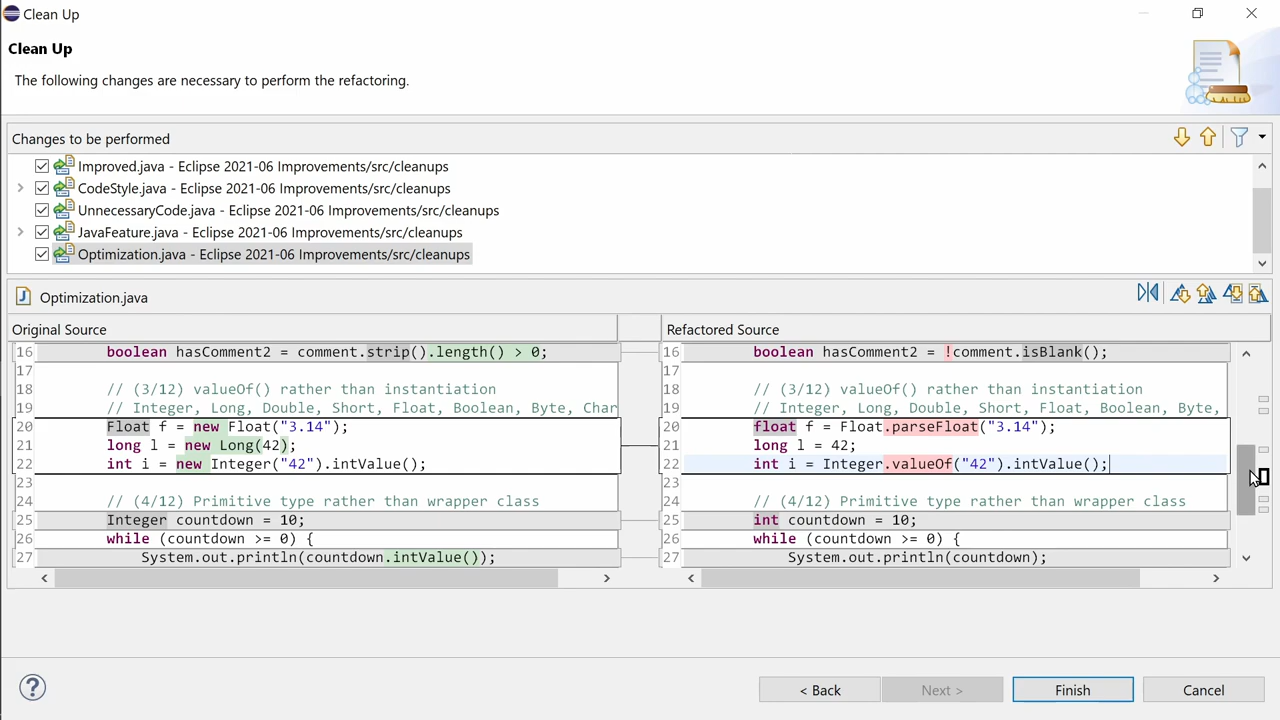 Clean Up
Clean Up
The following changes are necessary to perform the refactoring.
Changes to be performed
Improved.java - Eclipse 2021-06 Improvements/src/cleanups
CodeStyle.java - Eclipse 2021-06 Improvements/src/cleanups
UnnecessaryCode.java - Eclipse 2021-06 Improvements/src/cleanups
JavaFeature.java - Eclipse 2021-06 Improvements/src/cleanups
Optimization.java - Eclipse 2021-06 Improvements/src/cleanups
J Optimization.java
Original Source
16 boolean hasComment2 = comment.strip().length() > 0;
17
18 // (3/12) valueOf() rather than instantiation
19 // Integer, Long, Double, Short, Float, Boolean, Byte, Char
20 Float f = new Float("3.14");
21 long l = new Long(42);
22 int i = new Integer("42").intValue();
23
24 // (4/12) Primitive type rather than wrapper class
25 Integer countdown = 10;
26 while (countdown >= 0) {
27 System.out.println(countdown.intValue());
Refactored Source
16 boolean hasComment2 = !comment.isBlank();
17
18 // (3/12) valueOf() rather than instantiation
19 // Integer, Long, Double, Short, Float, Boolean, Byte,
20 float f = Float.parseFloat("3.14");
21 long l = 42;
22 int i = Integer.valueOf("42").intValue();
23
24 // (4/12) Primitive type rather than wrapper class
25 int countdown = 10;
26 while (countdown >= 0) {
27 System.out.println(countdown);
?
< Back
Next >
Finish
Cancel